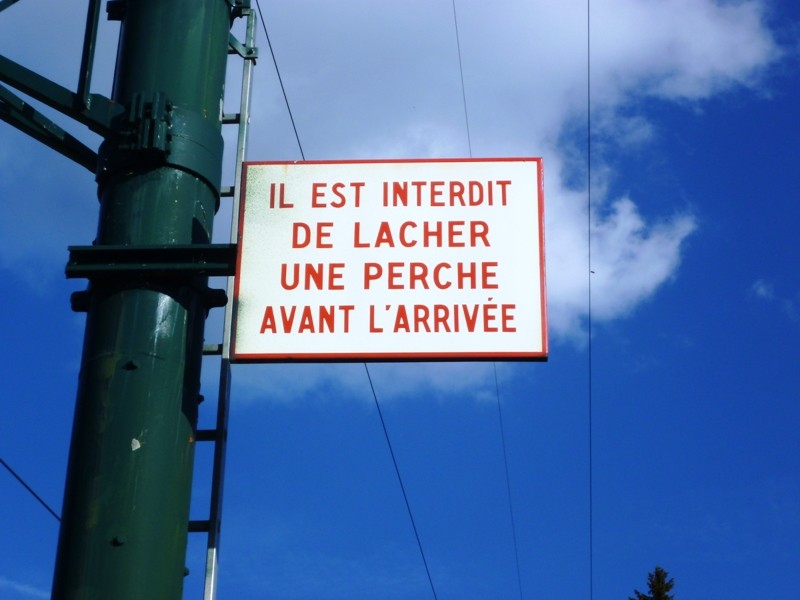 IL EST INTERDIT
DE LACHER
UNE PERCHE
AVANT L'ARRIVÉE